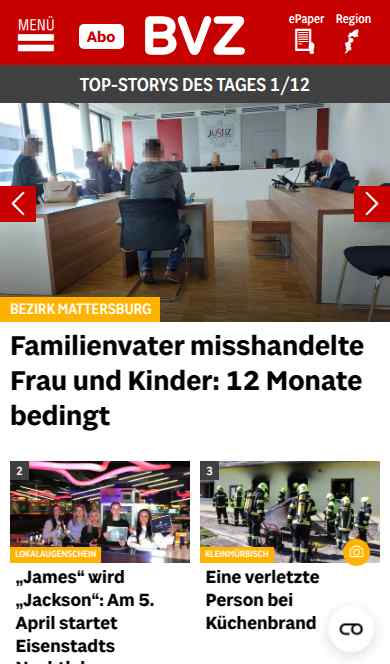 MENÜ
Abo
BVZ
ePaper
Region
TOP-STORYS DES TAGES 1/12
JUSTIZ
BEZIRK MATTERSBURG
Familienvater misshandelte
Frau und Kinder: 12 Monate
bedingt
2
LOKALAUGENSCHEIN
„James“ wird
„Jackson“: Am 5.
April startet
Eisenstadts
3
KLEINMÜRBISCH
Eine verletzte
Person bei
Küchenbrand